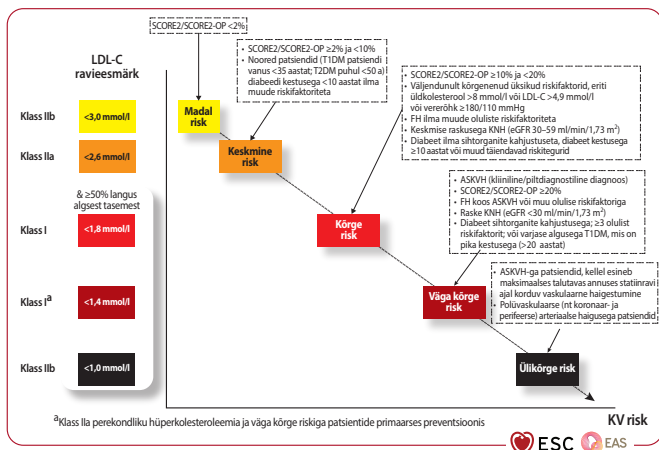 SCORE2/SCORE2-OP <2%
LDL-C
ravieesmärk
Klass IIb
<3,0 mmol/l
Klass IIa
<2,6 mmol/l
& ≥50% langus
algsest tasemest
Klass I
<1,8 mmol/l
Klass Iª
<1,4 mmol/l
Klass IIb
<1,0 mmol/l
Madal
risk
• SCORE2/SCORE2-OP ≥2% ja <10%
• Noored patsiendid (T1DM patsiendi
vanus <35 aastat; T2DM puhul <50 a)
diabeedi kestusega <10 aastat ilma
muude riskifaktoriteta
Keskmine
risk
• SCORE2/SCORE2-OP ≥10% ja <20%
• Väljendunult kõrgenenud üksikud riskifaktorid, eriti
üldkolesterool >8 mmol/l või LDL-C >4,9 mmol/l
või vererõhk ≥180/110 mmHg
• FH ilma muude oluliste riskifaktoriteta
• Keskmise raskusega KNH (eGFR 30–59 ml/min/1,73 m²)
• Diabeet ilma sihtorganite kahjustuseta, diabeet kestusega
≥10 aastat või muud täiendavad riskitegurid
Kõrge
risk
• ASKVH (kliiniline/piltdiagnostiline diagnoos)
• SCORE2/SCORE2-OP ≥20%
• FH koos ASKVH või muu olulise riskifaktoriga
• Raske KNH (eGFR <30 ml/min/1,73 m²)
• Diabeet sihtorganite kahjustusega; ≥3 olulist
riskifaktorit; või varjase algusega T1DM, mis on
pika kestusega (>20 aastat)
Väga kõrge
risk
• ASKVH-ga patsiendid, kellel esineb
maksimaalses talutavas annuses statiinravi
ajal korduv vaskulaarne haigestumine
• Polüvaskulaarse (nt koronaar- ja
perifeerse) arteriaalse haigusega patsiendid
Ülikõrge risk
KV risk
ªKlass IIa perekondliku hüperkolesteroleemia ja väga kõrge riskiga patsientide primaarses preventsioonis
ESC
EAS